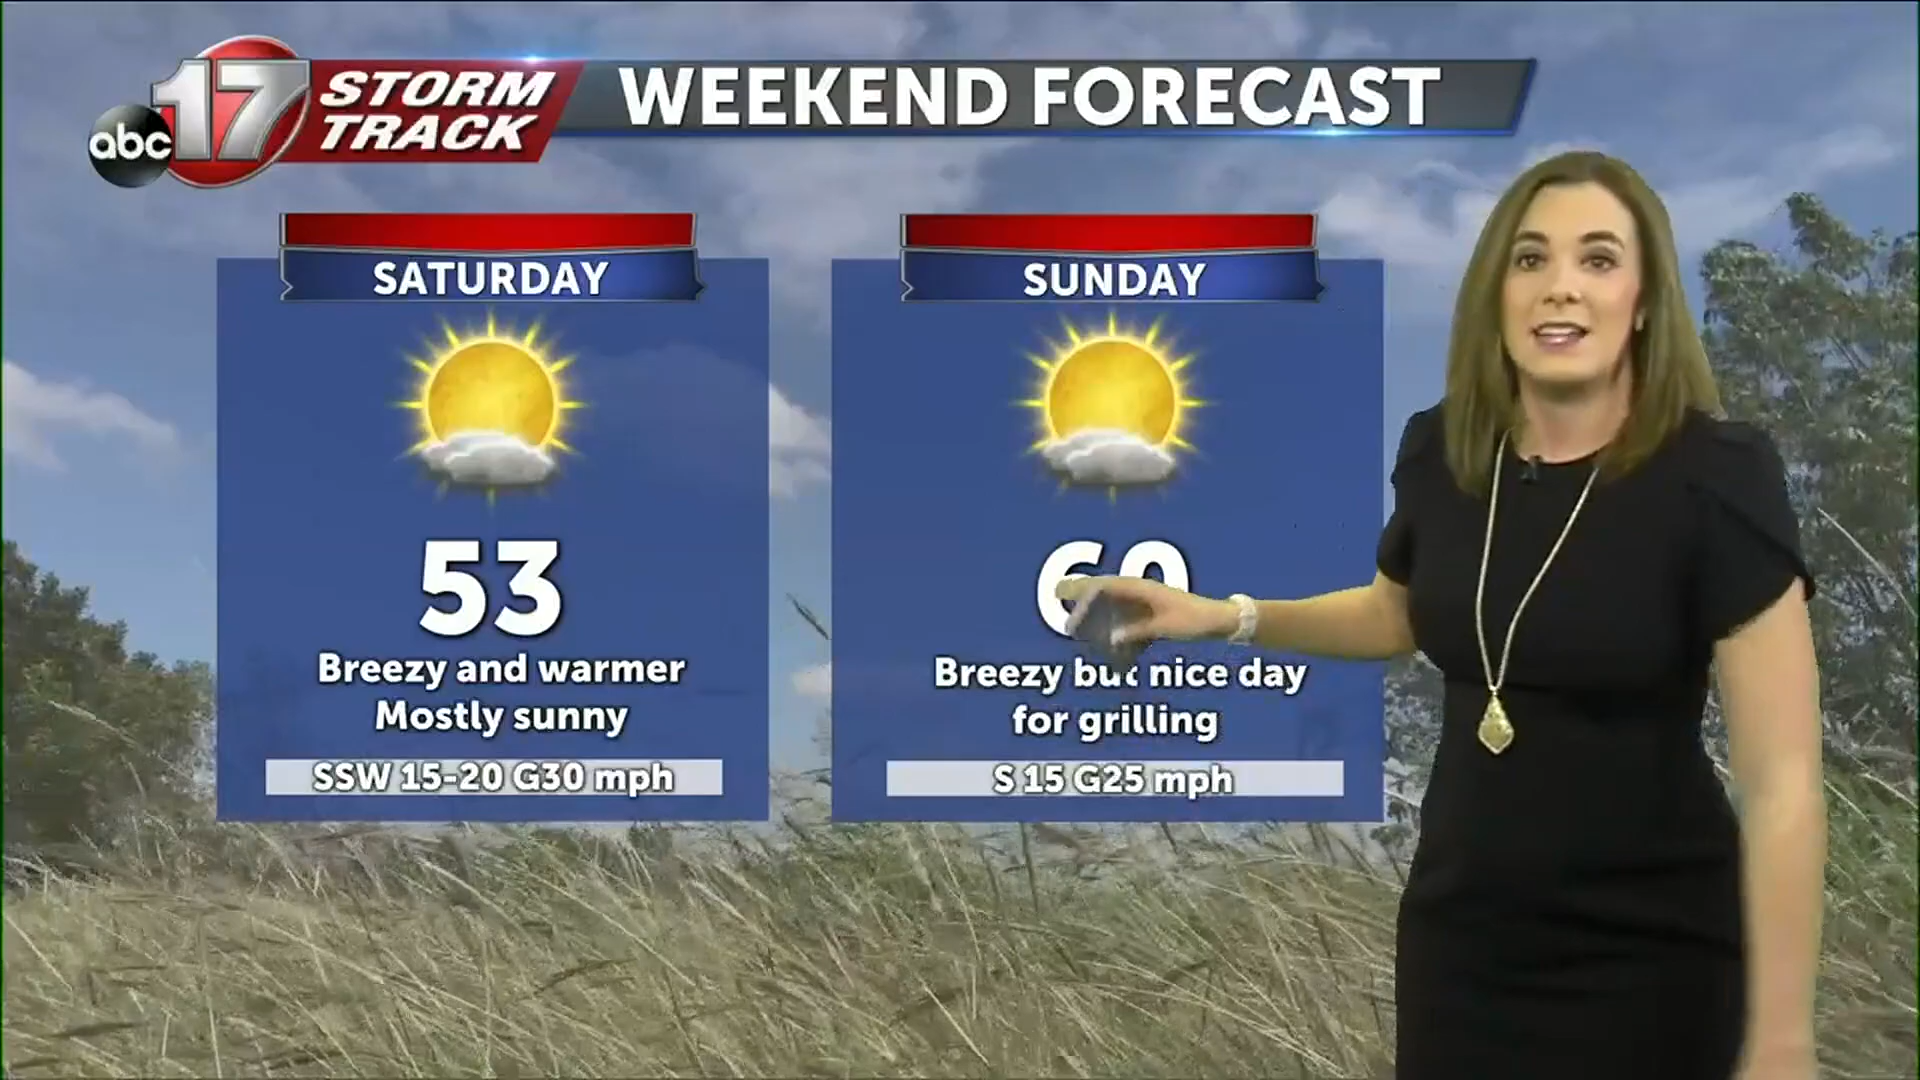 abc 17 STORM TRACK
WEEKEND FORECAST
SATURDAY
53
Breezy and warmer
Mostly sunny
SSW 15-20 G30 mph
SUNDAY
Breezy but nice day
for grilling
S 15 G25 mph